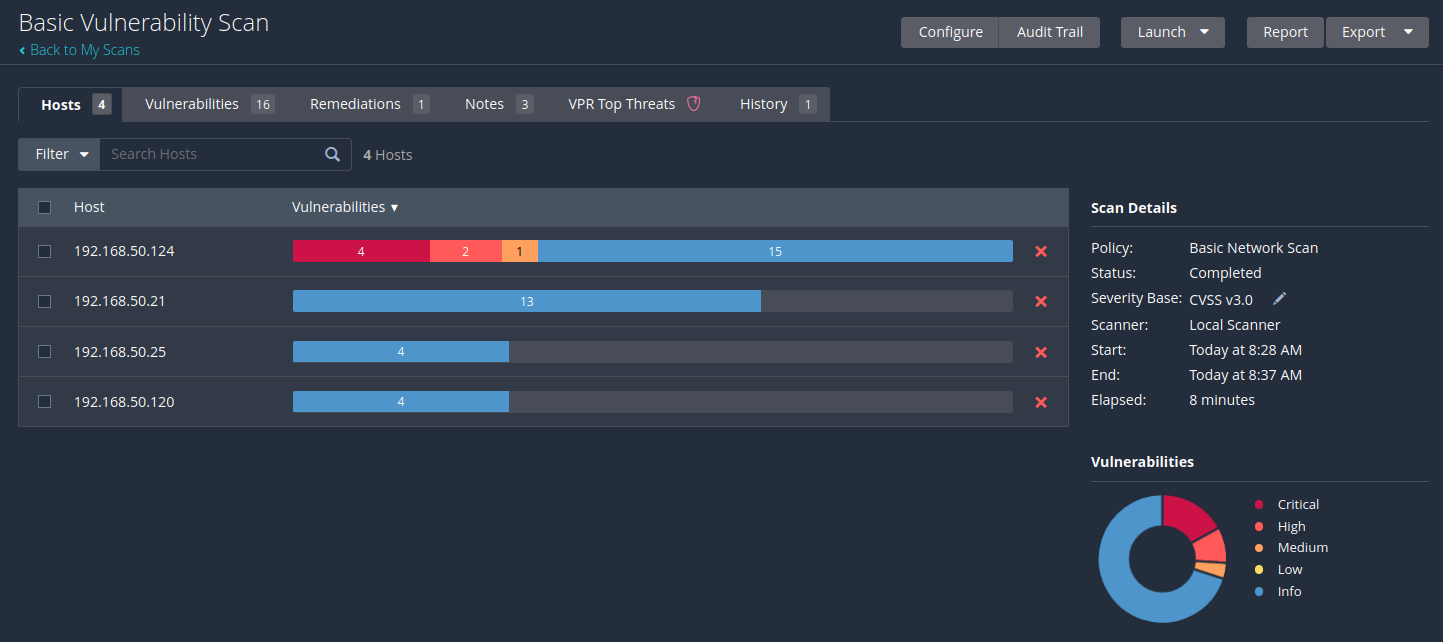 Basic Vulnerability Scan
Back to My Scans
Configure Audit Trail Launch Report Export
Hosts 4 Vulnerabilities 16 Remediations 1 Notes 3 VPR Top Threats History 1
Filter Search Hosts 4 Hosts
Host Vulnerabilities
192.168.50.124 4 2 1 15
192.168.50.21 13
192.168.50.25 4
192.168.50.120 4
Scan Details
Policy: Basic Network Scan
Status: Completed
Severity Base: CVSS v3.0
Scanner: Local Scanner
Start: Today at 8:28 AM
End: Today at 8:37 AM
Elapsed: 8 minutes
Vulnerabilities
Critical
High
Medium
Low
Info